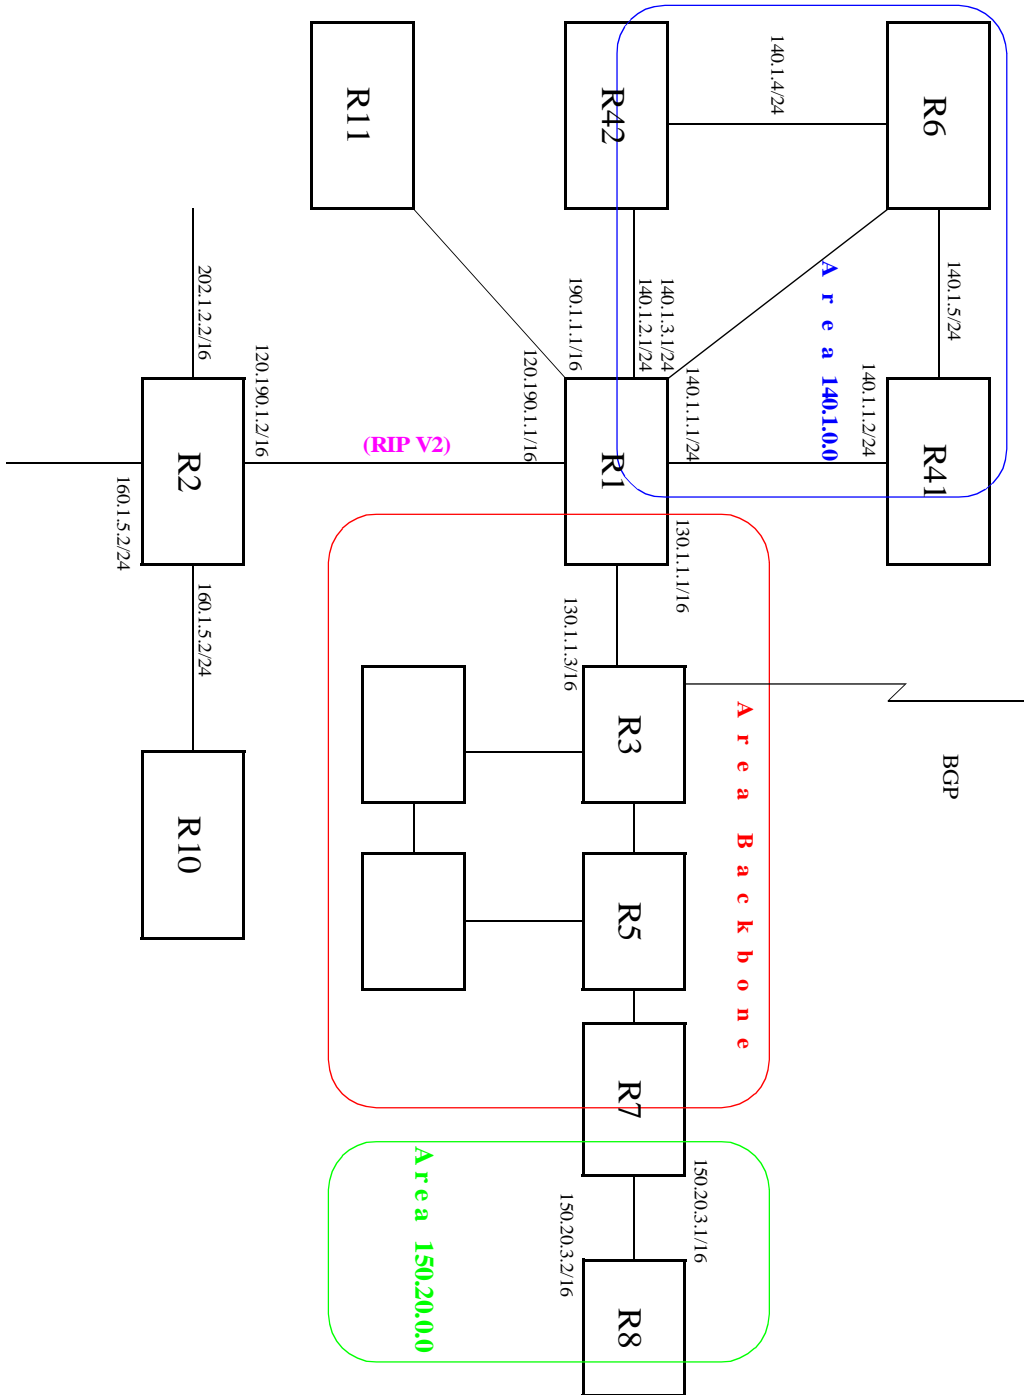 140.1.5/24
BGP
R6
R41
140.1.1.2/24
Area 140.1.0.0
140.1.4/24
Area Backbone
150.20.3.1/16
140.1.1.1/24
130.1.1.1/16
140.1.3.1/24
140.1.2.1/24
R42
R1
R3
R5
R7
R8
190.1.1.1/16
130.1.1.3/16
150.20.3.2/16
120.190.1.1/16
Area 150.20.0.0
(RIP V2)
R11
120.190.1.2/16
202.1.2.2/16
160.1.5.2/24
R2
R10
160.1.5.2/24